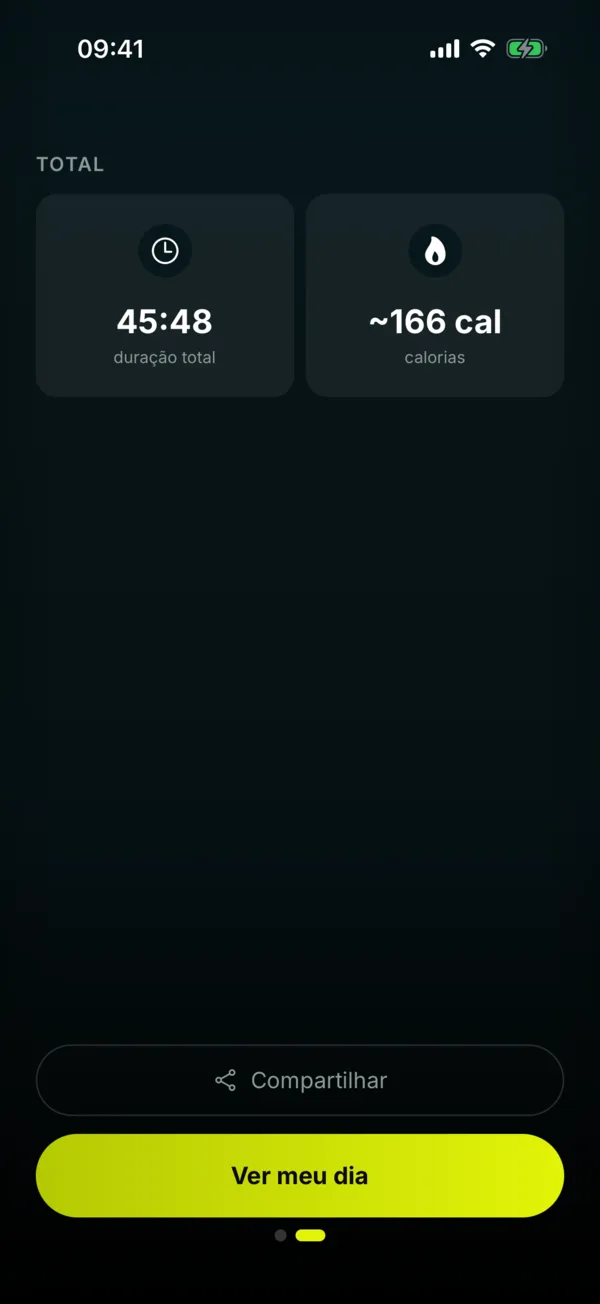 09:41
TOTAL
45:48
duração total
~166 cal
calorias
Compartilhar
Ver meu dia